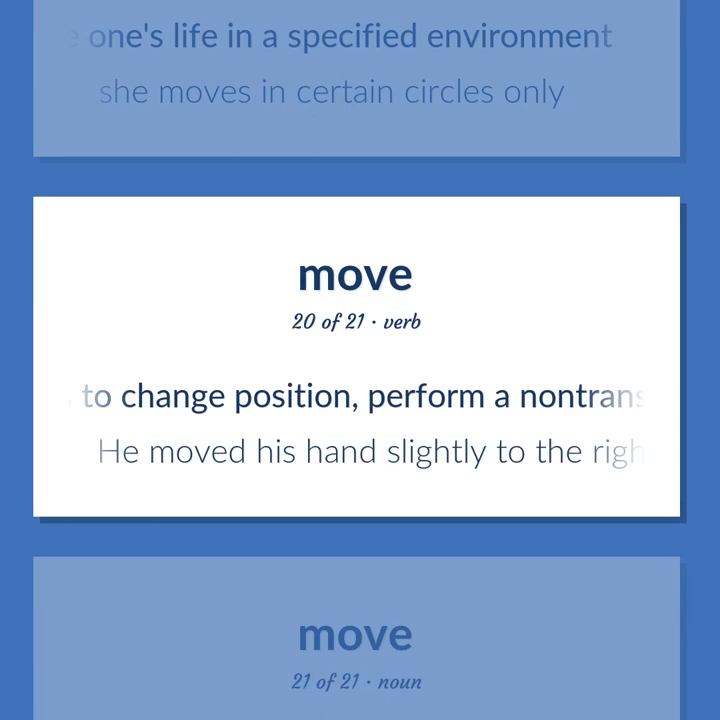 one's life in a specified environment
she moves in certain circles only
move
20 of 21 · verb
to change position, perform a nontrans
He moved his hand slightly to the righ
move
21 of 21 · noun